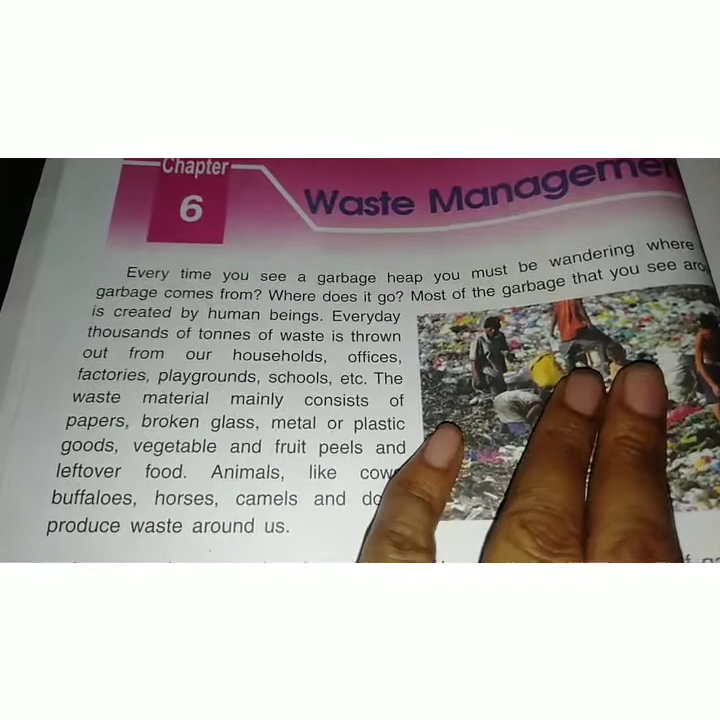 Chapter
6
Waste Management
Every time you see a garbage heap you must be wandering where
garbage comes from? Where does it go? Most of the garbage that you see
is created by human beings. Everyday
thousands of tonnes of waste is thrown
out from our households, offices,
factories, playgrounds, schools, etc. The
waste material mainly consists of
papers, broken glass, metal or plastic
goods, vegetable and fruit peels and
leftover food. Animals, like
buffaloes, horses, camels and
produce waste around us.